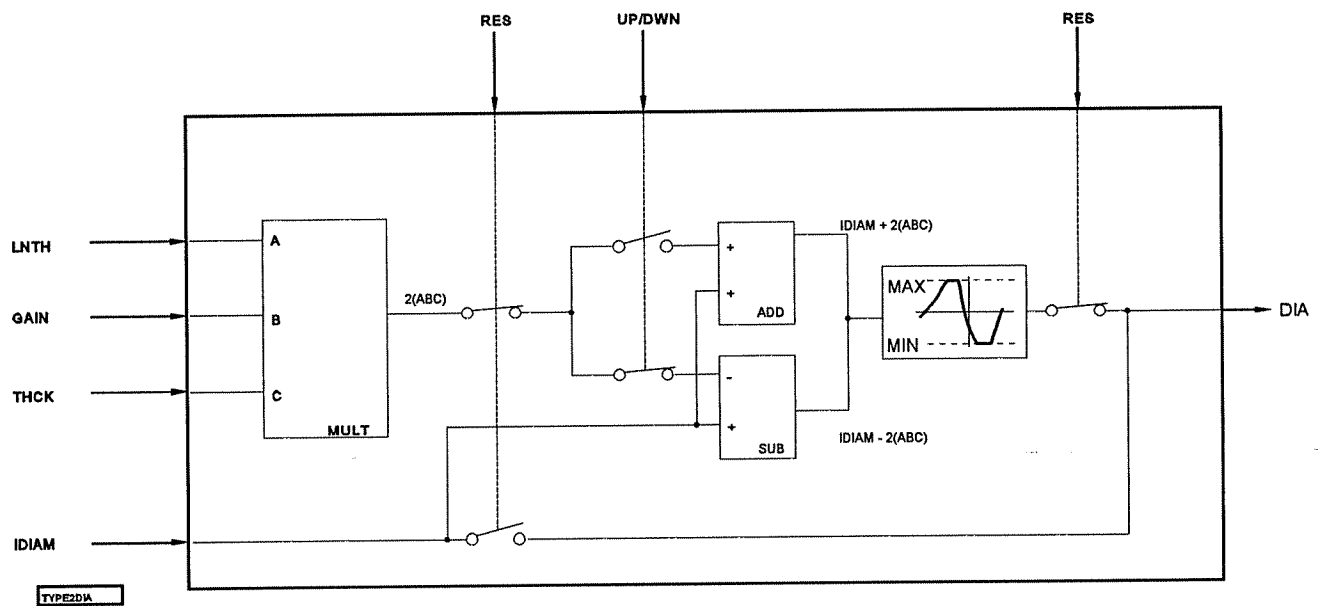 RES
UP/DWN
RES
LNTH
A
IDIAM + 2(ABC)
+
MAX
2(ABC)
+
GAIN
B
ADD
DIA
MIN
-
THCK
C
+
MULT
IDIAM - 2(ABC)
SUB
IDIAM
TYPE2DIA